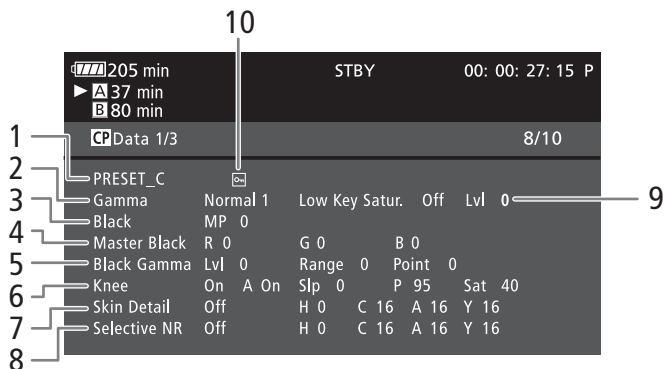 10
205 min STBY 00: 00: 27: 15 P
A 37 min
B 80 min
CP Data 1/3 8/10
1 PRESET_C
2 Gamma Normal 1 Low Key Satur. Off Lvl 0 9
3 Black MP 0
4 Master Black R 0 G 0 B 0
5 Black Gamma Lvl 0 Range 0 Point 0
6 Knee On A On Slp 0 P 95 Sat 40
7 Skin Detail Off H 0 C 16 A 16 Y 16
8 Selective NR Off H 0 C 16 A 16 Y 16